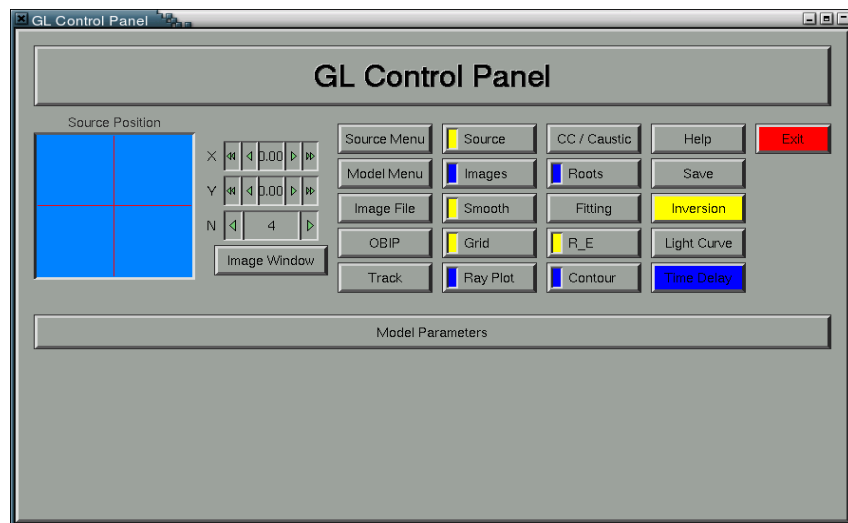 GL Control Panel
GL Control Panel
Source Position
X 0.00
Y 0.00
N 4
Image Window
Source Menu Source CC / Caustic Help Exit
Model Menu Images Roots Save
Image File Smooth Fitting Inversion
OBIP Grid R_E Light Curve
Track Ray Plot Contour Time Delay
Model Parameters